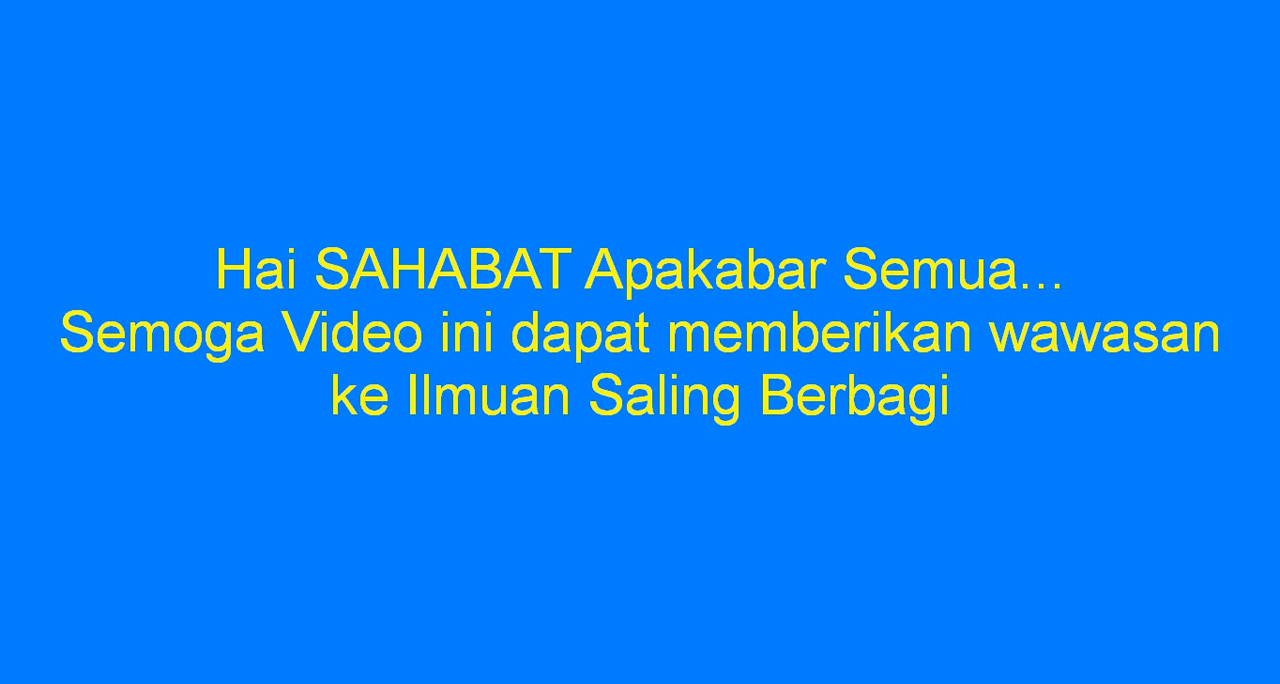 Hai SAHABAT Apakabar Semua...
Semoga Video ini dapat memberikan wawasan
ke Ilmuan Saling Berbagi